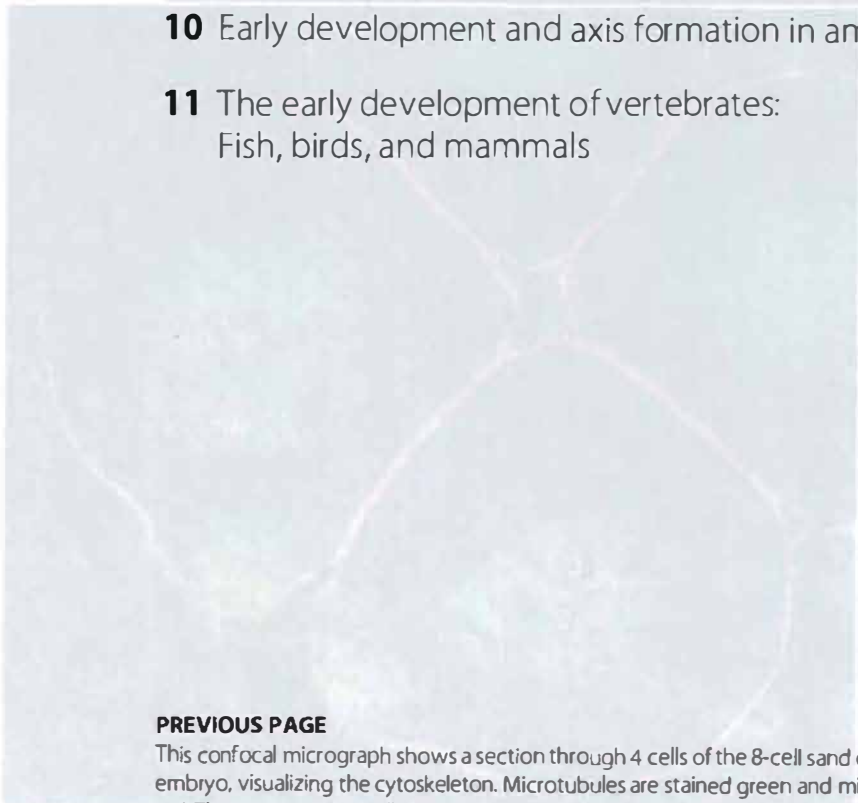 10 Early development and axis formation in
11 The early development of vertebrates:
Fish, birds, and mammals
PREVIOUS PAGE
This confocal micrograph shows a section through 4 cells of the 8-cell sand
embryo, visualizing the cytoskeleton. Microtubules are stained green and